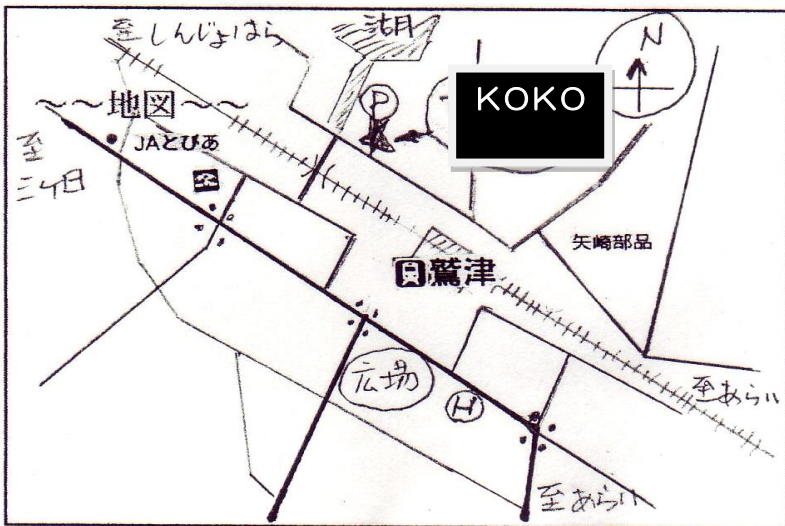 至しんじょはら
湖
N
P
KOKO
～～地図～～
JAとぴあ
至
三ヶ日
矢崎部品
鷲津
広場
H
至あらい
至あらい